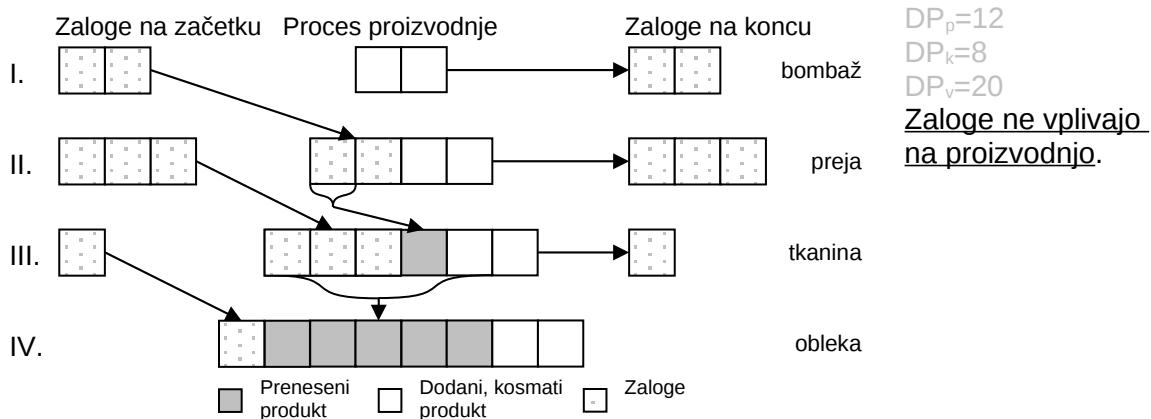 Zaloge na začetku Proces proizvodnje Zaloge na koncu
I. bombaž
II. preja
III. tkanina
IV. obleka
Preneseni
produkt
Dodani, kosmati
produkt
Zaloge
DPp=12
DPk=8
DPv=20
Zaloge ne vplivajo
na proizvodnjo.